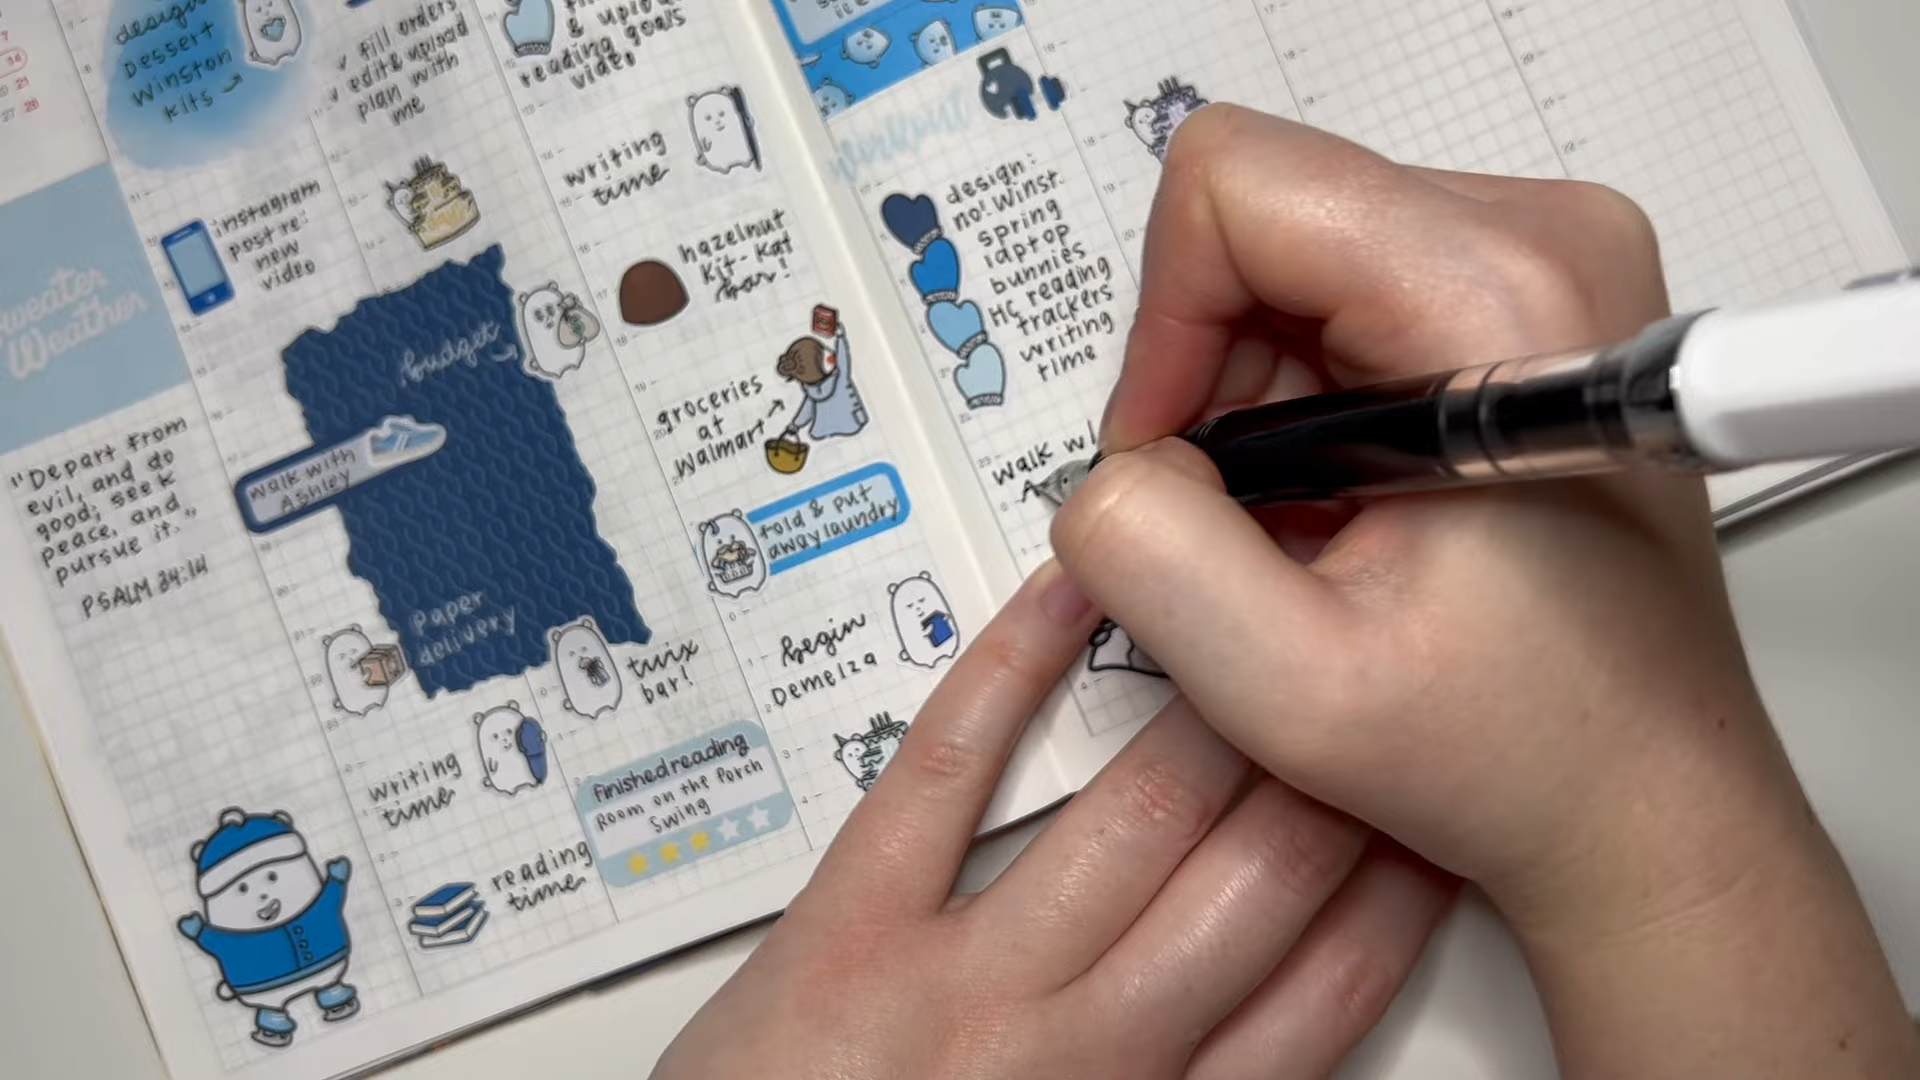 design
Dessert
Winston
kits
✓ fill orders
✓ edit & upload
plan with
me
& upload
reading goals
video
ice
workout
Sweater
Weather
"Depart from
evil, and do
good; seek
peace, and
pursue it."
PSALM 34:14
instagram
post re:
new
video
budget
walk with
Ashley
Paper
delivery
writing
time
reading
time
writing
time
hazelnut
Kit-Kat
bar!
groceries
at
Walmart
fold & put
away laundry
twix
bar!
Finished reading
Room on the Porch
Swing
Begin
Demelza
design:
no! Winst.
spring
laptop
bunnies
HC reading
trackers
writing
time
walk w/
A